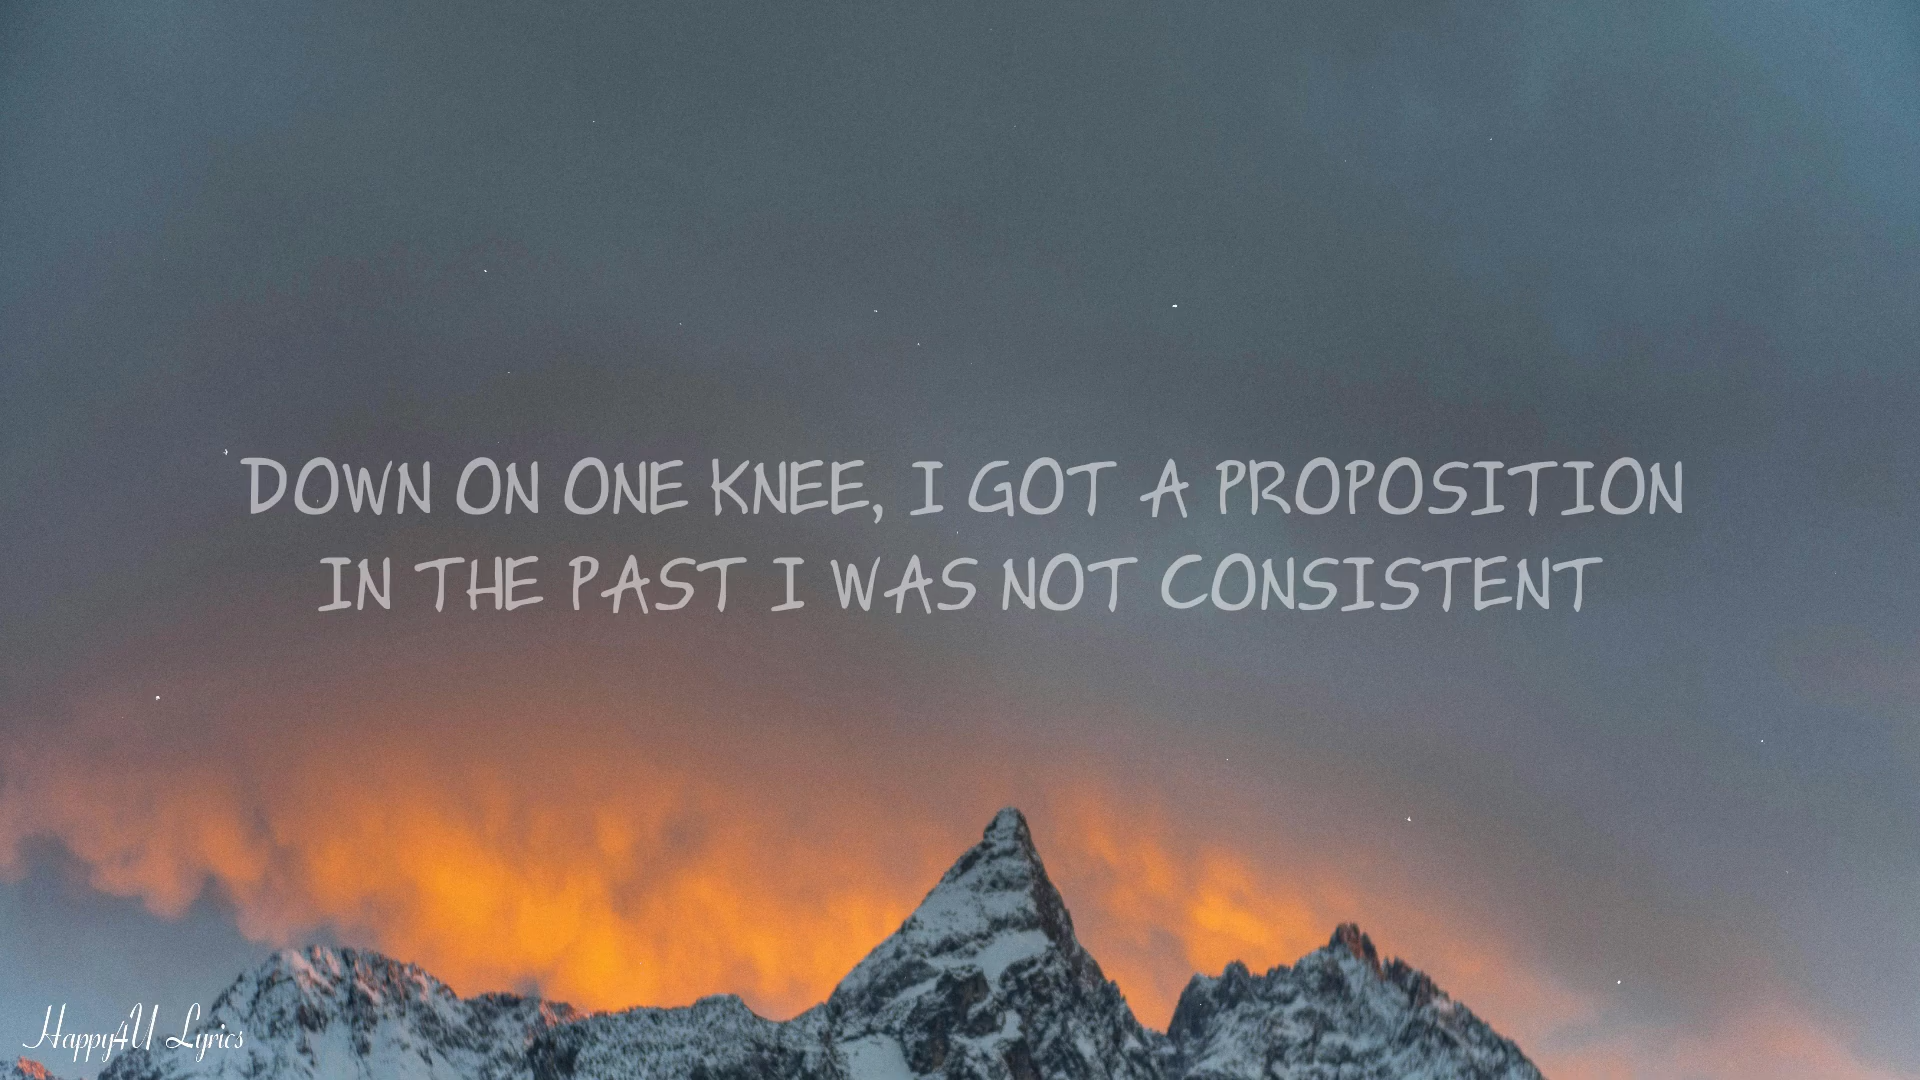 DOWN ON ONE KNEE, I GOT A PROPOSITION
IN THE PAST I WAS NOT CONSISTENT
Happy4U Lyrics